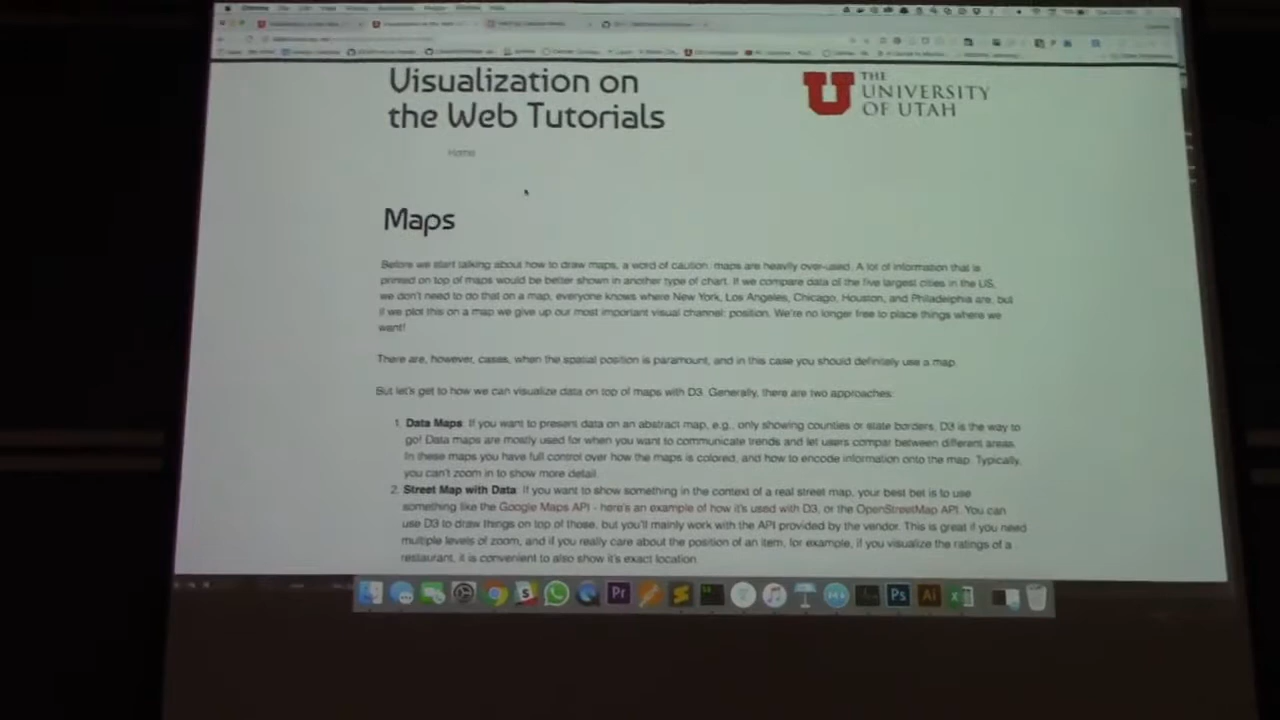 Visualization on
the Web Tutorials
THE
UNIVERSITY
OF UTAH
Home
Maps
Before we start talking about how to draw maps, a word of caution: maps are heavily over-used. A lot of information that is
printed on top of maps would be better shown in another type of chart. If we compare data of the five largest cities in the US,
we don't need to do that on a map, everyone knows where New York, Los Angeles, Chicago, Houston, and Philadelphia are, but
if we plot this on a map we give up our most important visual channel: position. We're no longer free to place things where we
want!
There are, however, cases, when the spatial position is paramount, and in this case you should definitely use a map.
But let's get to how we can visualize data on top of maps with D3. Generally, there are two approaches:
1. Data Maps: If you want to present data on an abstract map, e.g., only showing counties or state borders, D3 is the way to
go! Data maps are mostly used for when you want to communicate trends and let users compar between different areas.
In these maps you have full control over how the maps is colored, and how to encode information onto the map. Typically,
you can't zoom in to show more detail.
2. Street Map with Data: If you want to show something in the context of a real street map, your best bet is to use
something like the Google Maps API - here's an example of how it's used with D3, or the OpenStreetMap API. You can
use D3 to draw things on top of those, but you'll mainly work with the API provided by the vendor. This is great if you need
multiple levels of zoom, and if you really care about the position of an item, for example, if you visualize the ratings of a
restaurant, it is convenient to also show it's exact location.
Pr
Ps
Ai